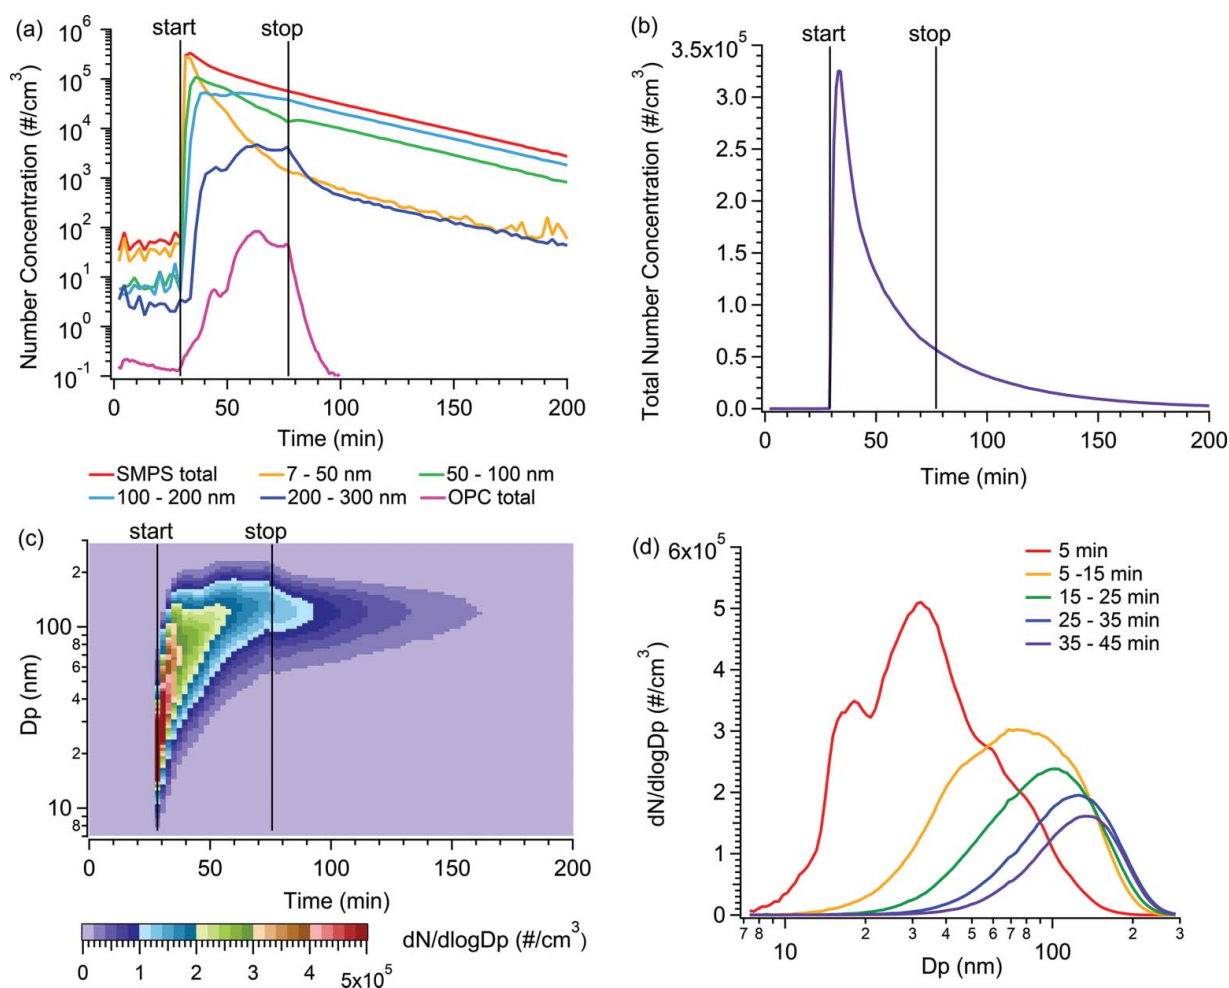 (a)
start
stop
10^6
10^5
10^4
10^3
10^2
10^1
10^0
10^-1
Number Concentration (#/cm^3)
0 50 100 150 200
Time (min)
SMPS total 7 - 50 nm 50 - 100 nm
100 - 200 nm 200 - 300 nm OPC total
(b)
start
stop
3.5x10^5
3.0
2.5
2.0
1.5
1.0
0.5
0.0
Total Number Concentration (#/cm^3)
0 50 100 150 200
Time (min)
(c)
start
stop
2
100
8
6
4
2
10
8
Dp (nm)
0 50 100 150 200
Time (min)
dN/dlogDp (#/cm^3)
0 1 2 3 4 5x10^5
(d)
6x10^5
5
4
3
2
1
0
dN/dlogDp (#/cm^3)
5 min
5 -15 min
15 - 25 min
25 - 35 min
35 - 45 min
7 8 10 2 3 4 5 6 7 8 100 2 3
Dp (nm)